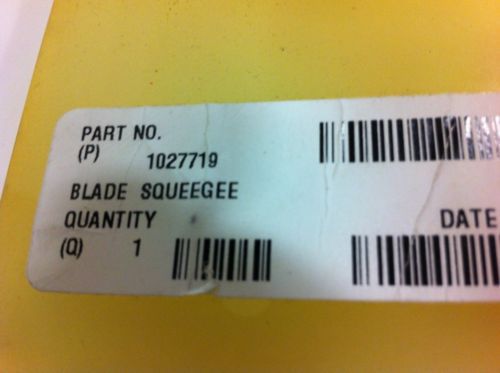 PART NO.
(P) 1027719
BLADE SQUEEGEE
QUANTITY DATE
(Q) 1